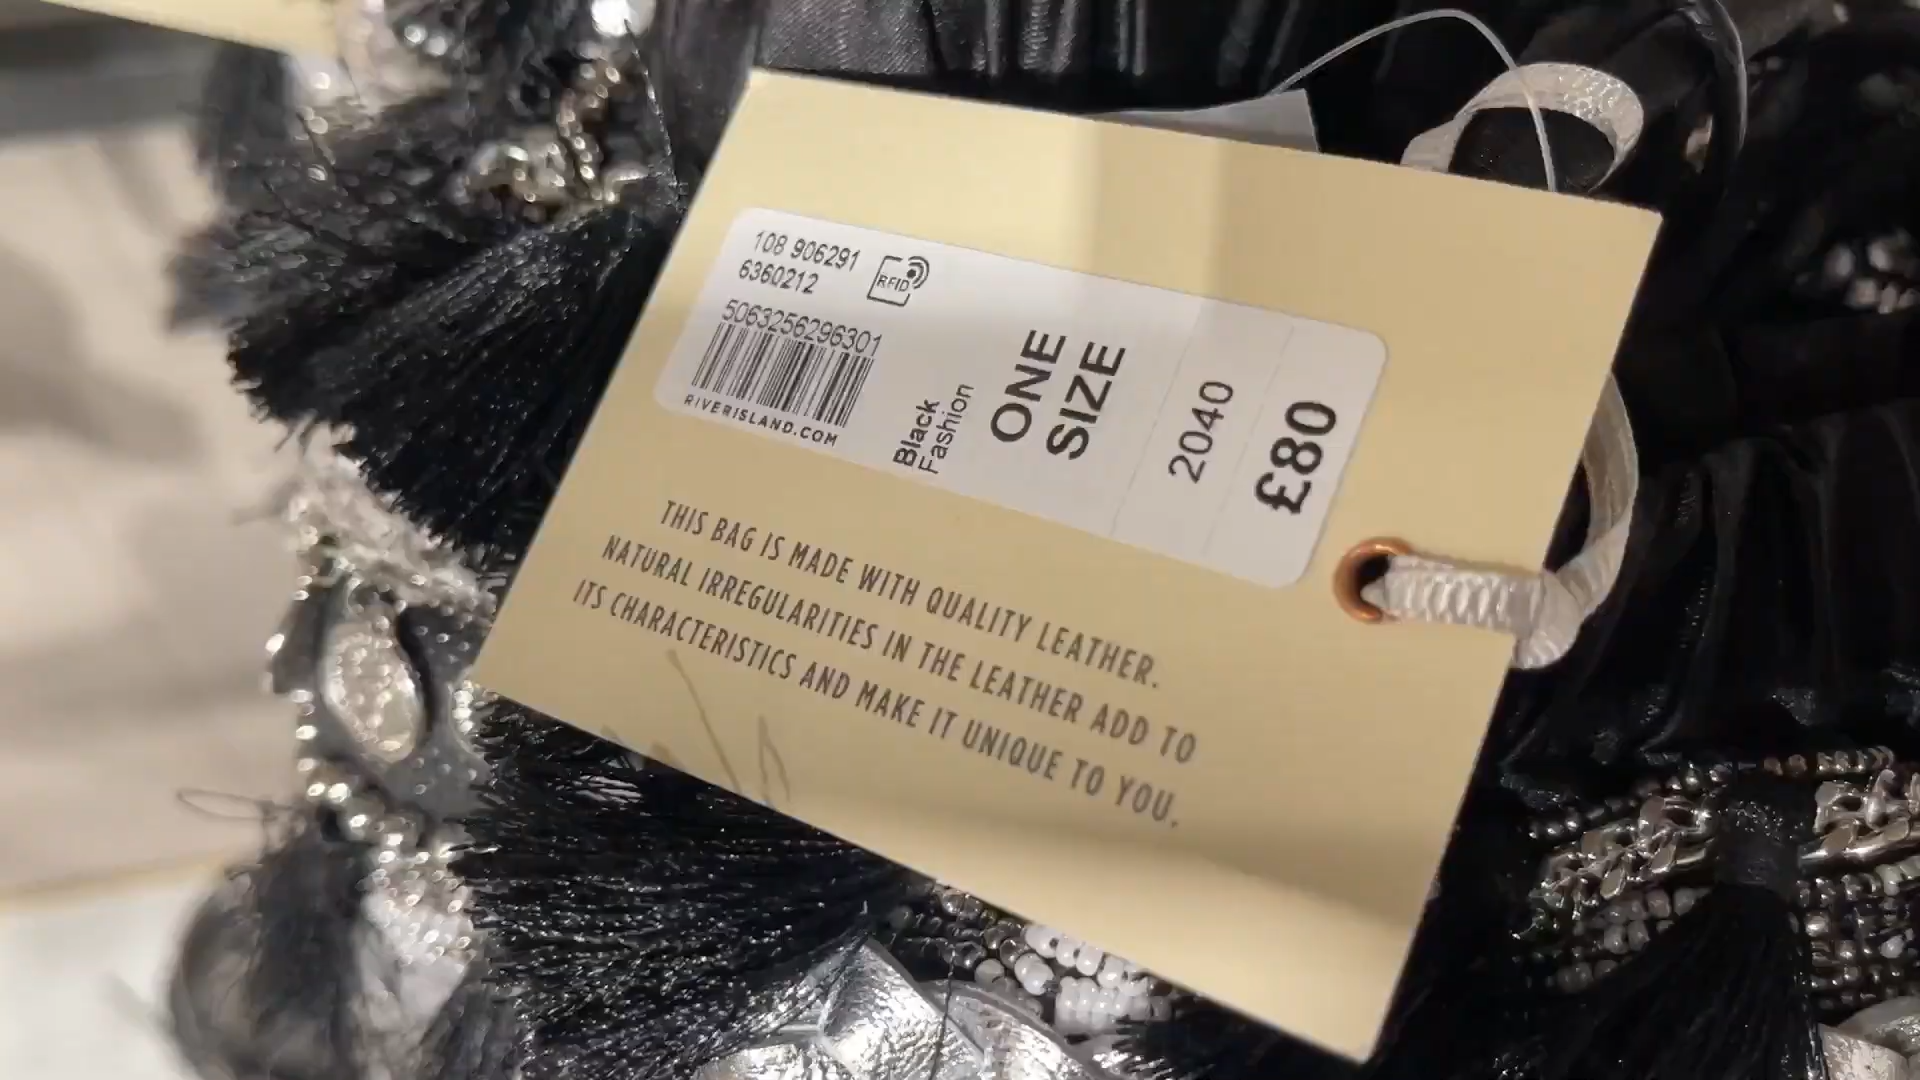 108 906291
6360212
RFID
5063256296301
RIVERISLAND.COM
Black
Fashion
ONE
SIZE
2040
£80
THIS BAG IS MADE WITH QUALITY LEATHER.
NATURAL IRREGULARITIES IN THE LEATHER ADD TO
ITS CHARACTERISTICS AND MAKE IT UNIQUE TO YOU.